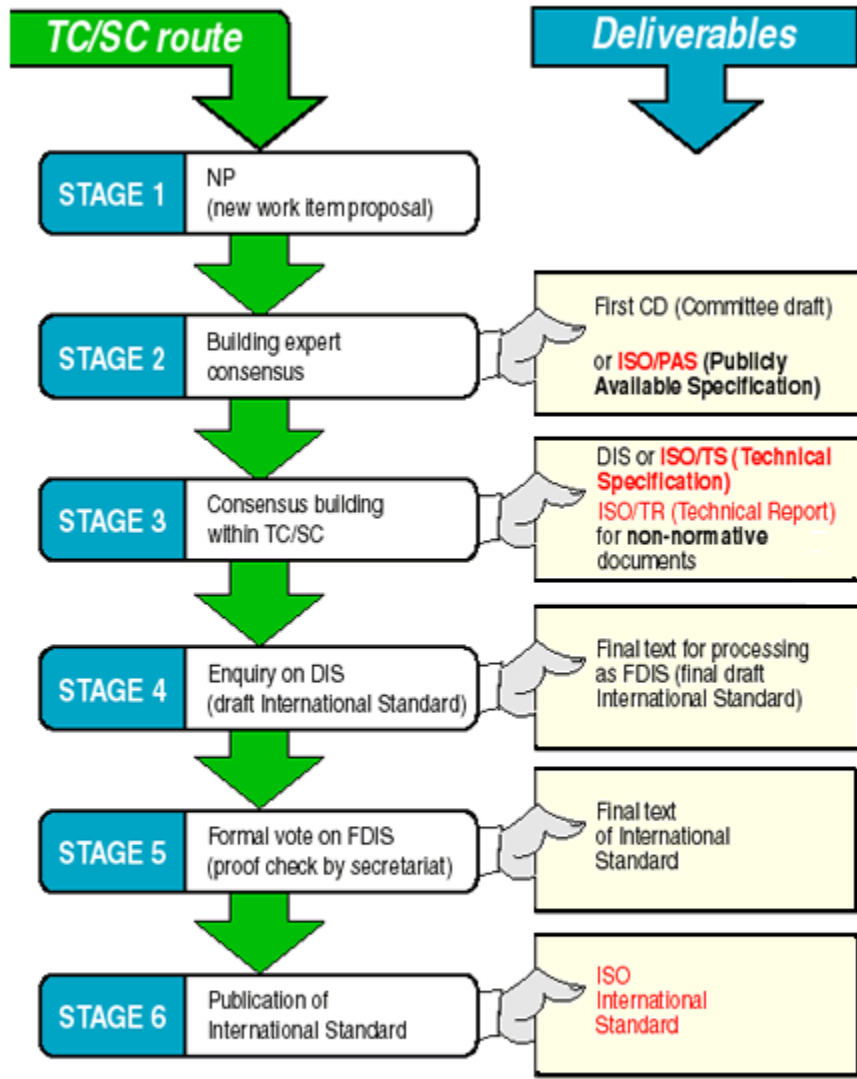 TC/SC route
Deliverables
STAGE 1
NP
(new work item proposal)
STAGE 2
Building expert
consensus
First CD (Committee draft)
or ISO/PAS (Publicly
Available Specification)
STAGE 3
Consensus building
within TC/SC
DIS or ISO/TS (Technical
Specification)
ISO/TR (Technical Report)
for non-normative
documents
STAGE 4
Enquiry on DIS
(draft International Standard)
Final text for processing
as FDIS (final draft
International Standard)
STAGE 5
Formal vote on FDIS
(proof check by secretariat)
Final text
of International
Standard
STAGE 6
Publication of
International Standard
ISO
International
Standard